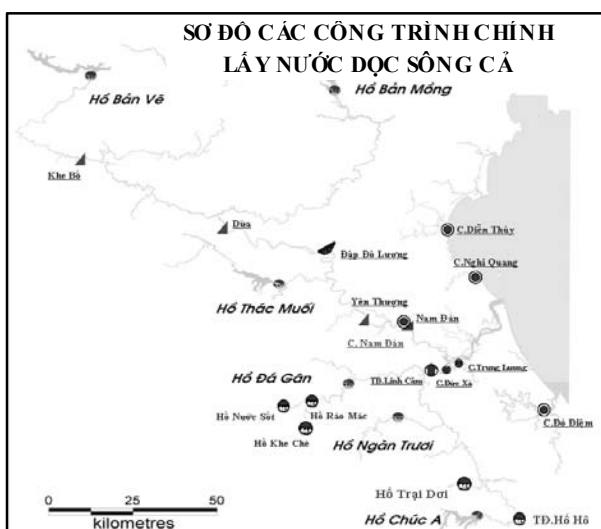 SƠ ĐỒ CÁC CÔNG TRÌNH CHÍNH
LẤY NƯỚC DỌC SÔNG CẢ
Hồ Bản Vẽ
Hồ Bản Mồng
Khe Bố
Dừa
C.Diễn Thủy
Đập Đô Lương
C.Nghi Quang
Hồ Thác Muối
Yên Thượng
Nam Đàn
C. Nam Đàn
C.Trung Lương
Hồ Đá Gân
TĐ.Linh Cảm
C.Đức Xá
Hồ Nước Sốt
Hồ Rào Mắc
C.Đò Điệm
Hồ Khe Chè
Hồ Ngàn Trươi
Hồ Trại Dơi
Hồ Chúc A
TĐ.Hố Hô
0 25 50
kilometres